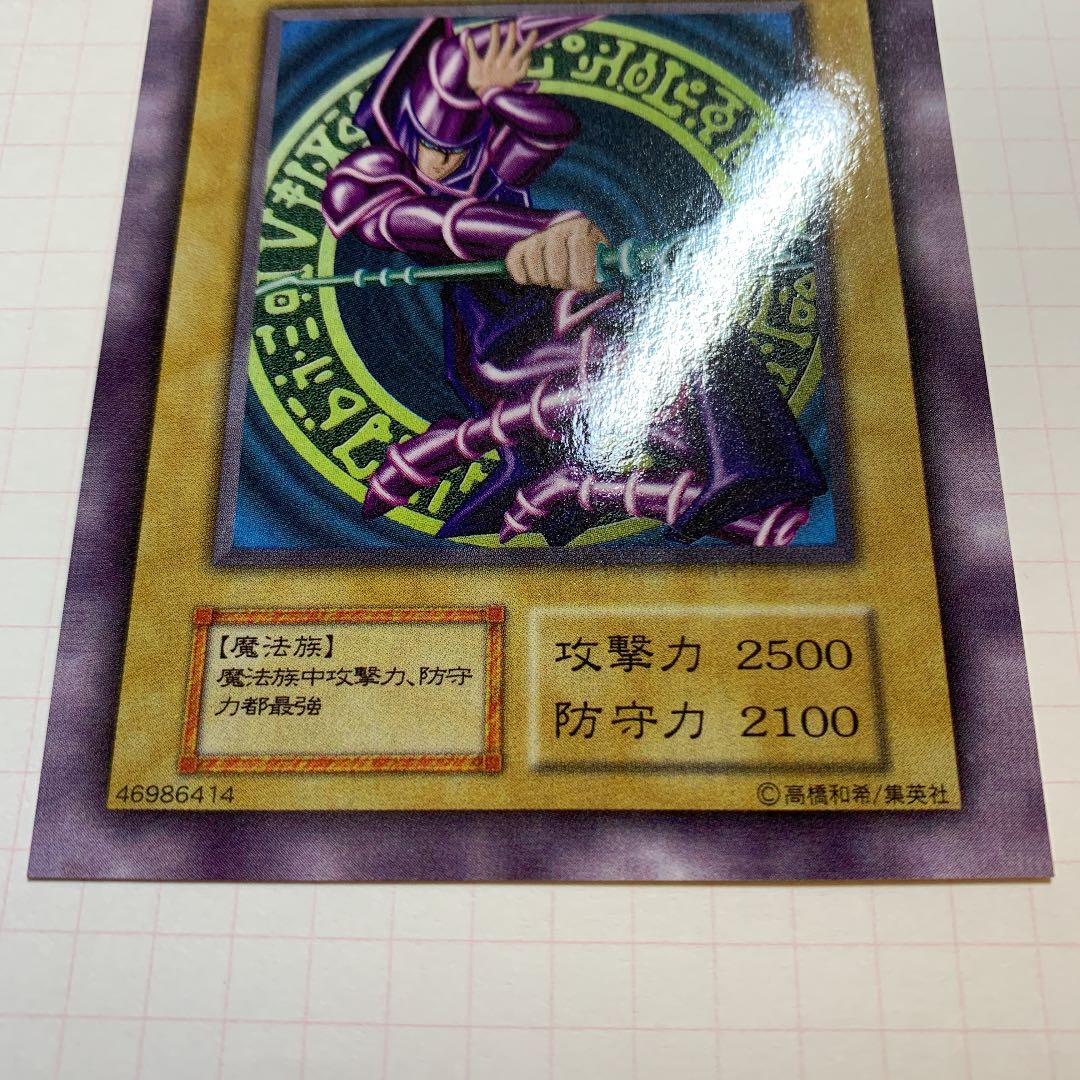 【魔法族】
魔法族中攻擊力、防守
力都最強
攻擊力 2500
防守力 2100
46986414
©高橋和希/集英社